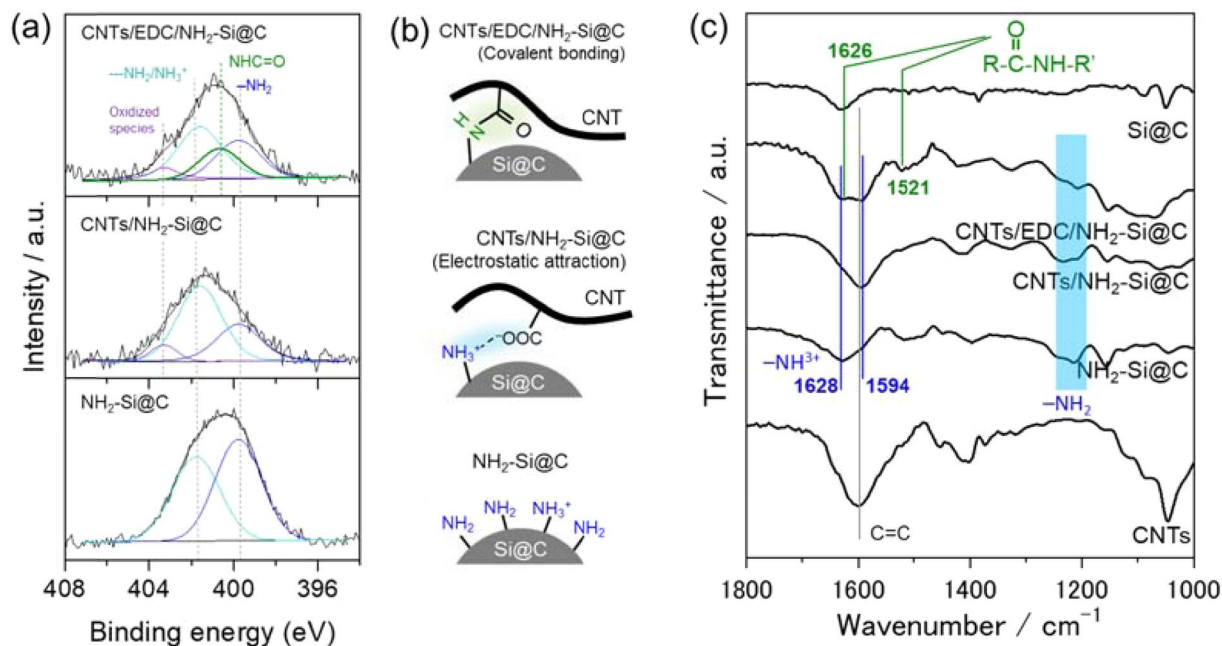 (a)
CNTs/EDC/NH2-Si@C
NHC=O
---NH2/NH3+
–NH2
Oxidized
species
CNTs/NH2-Si@C
NH2-Si@C
Intensity / a.u.
408 404 400 396
Binding energy (eV)
(b)
CNTs/EDC/NH2-Si@C
(Covalent bonding)
H
N
O
CNT
Si@C
CNTs/NH2-Si@C
(Electrostatic attraction)
CNT
-OOC
NH3+
Si@C
NH2-Si@C
NH2 NH2 NH3+ NH2
Si@C
(c)
O
R-C-NH-R'
1626
Si@C
1521
CNTs/EDC/NH2-Si@C
CNTs/NH2-Si@C
–NH3+
NH2-Si@C
1628 1594
–NH2
C=C
CNTs
Transmittance / a.u.
1800 1600 1400 1200 1000
Wavenumber / cm−1